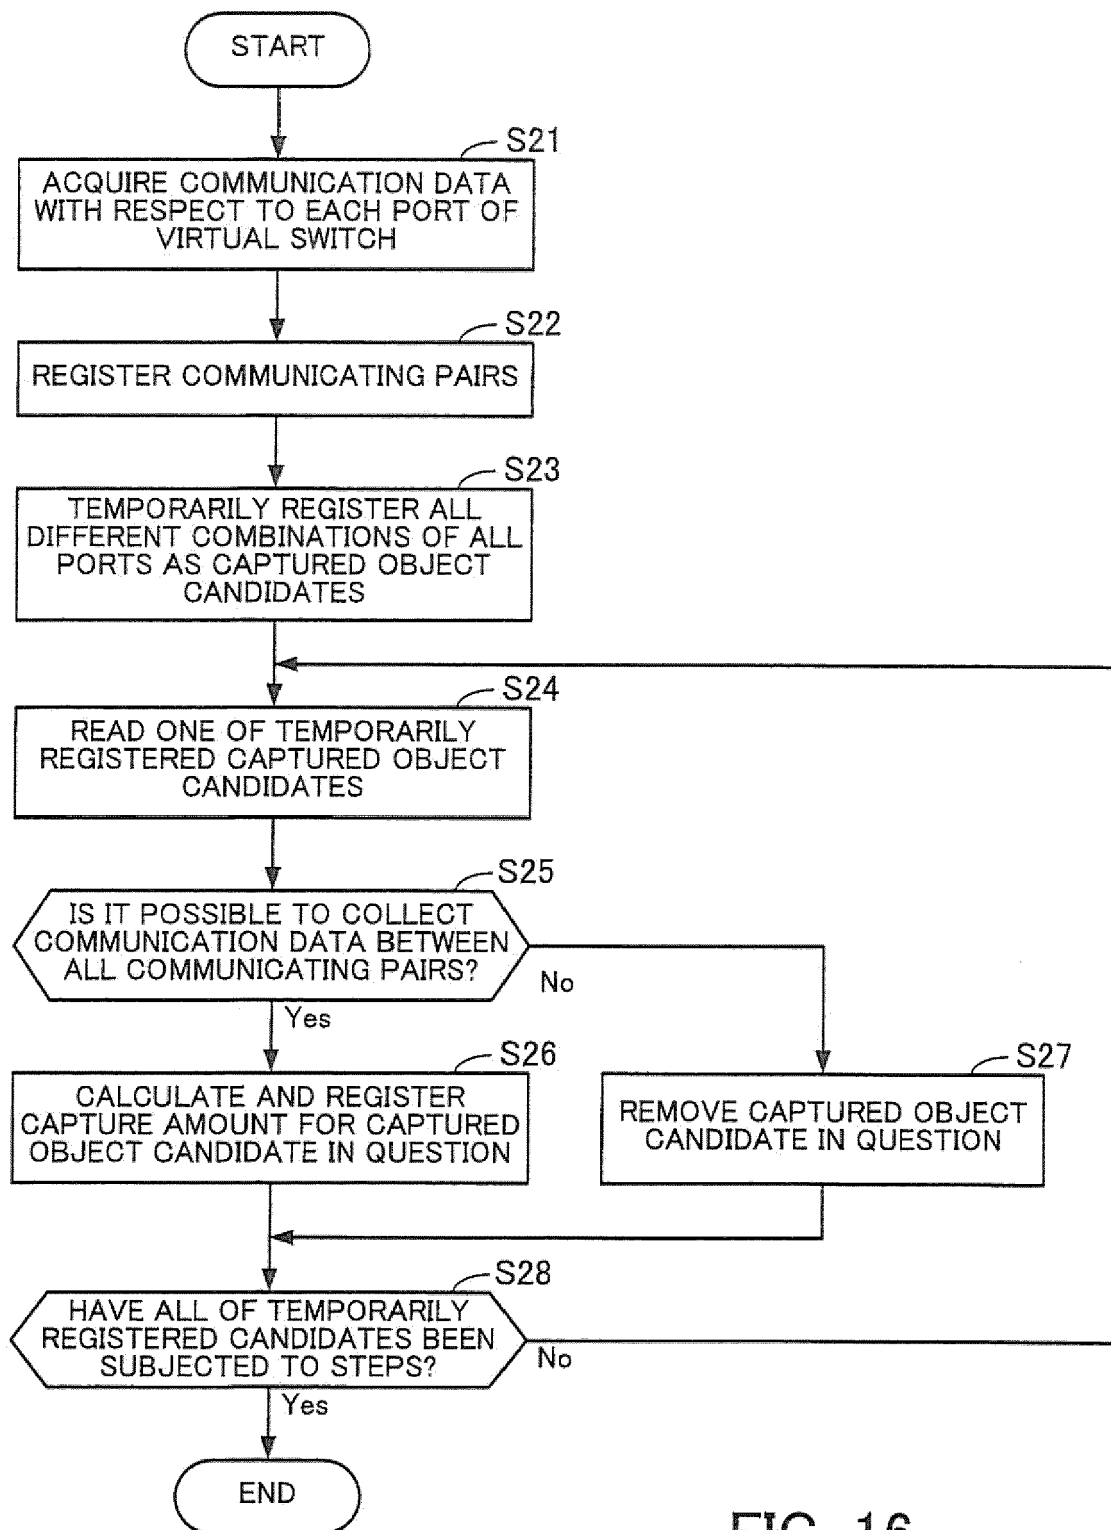 START
S21
ACQUIRE COMMUNICATION DATA
WITH RESPECT TO EACH PORT OF
VIRTUAL SWITCH
S22
REGISTER COMMUNICATING PAIRS
S23
TEMPORARILY REGISTER ALL
DIFFERENT COMBINATIONS OF ALL
PORTS AS CAPTURED OBJECT
CANDIDATES
S24
READ ONE OF TEMPORARILY
REGISTERED CAPTURED OBJECT
CANDIDATES
S25
IS IT POSSIBLE TO COLLECT
COMMUNICATION DATA BETWEEN
ALL COMMUNICATING PAIRS?
No
Yes
S26
CALCULATE AND REGISTER
CAPTURE AMOUNT FOR CAPTURED
OBJECT CANDIDATE IN QUESTION
S27
REMOVE CAPTURED OBJECT
CANDIDATE IN QUESTION
S28
HAVE ALL OF TEMPORARILY
REGISTERED CANDIDATES BEEN
SUBJECTED TO STEPS?
No
Yes
END
FIG. 16